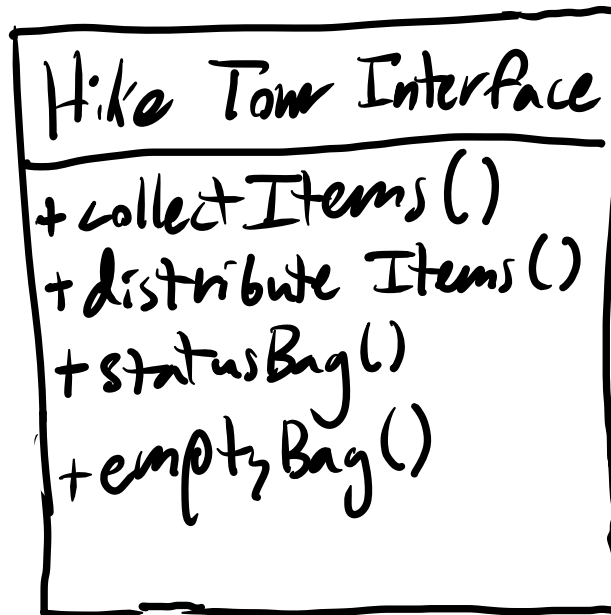 Hike Tour Interface
+collectItems()
+distribute Items()
+statusBag()
+emptyBag()